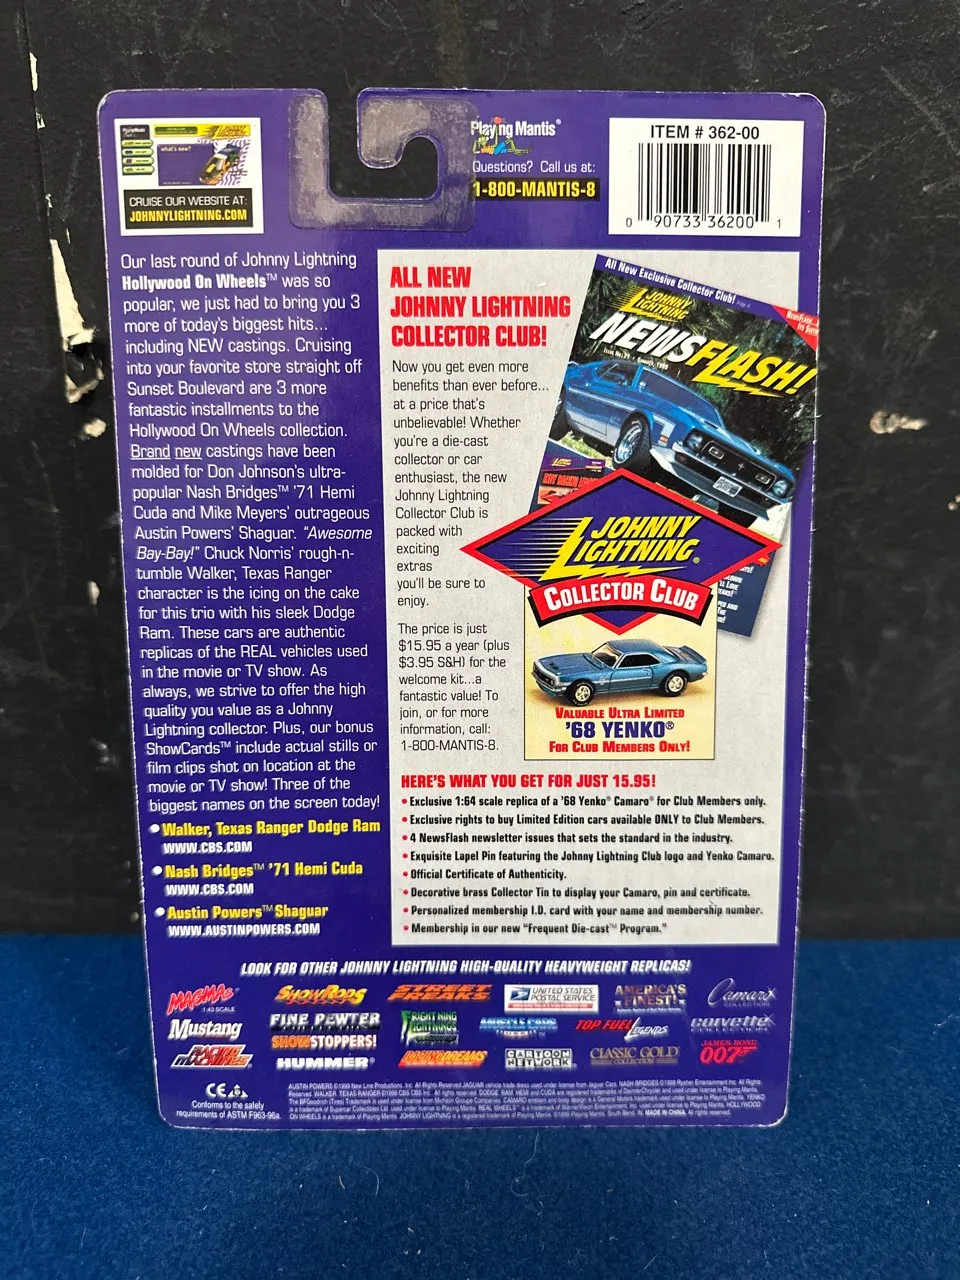 CRUISE OUR WEBSITE AT:
JOHNNYLIGHTNING.COM
Playing Mantis®
Questions? Call us at:
1-800-MANTIS-8
ITEM # 362-00
0 90733 36200 1
Our last round of Johnny Lightning
Hollywood On Wheels™ was so
popular, we just had to bring you 3
more of today's biggest hits...
including NEW castings. Cruising
into your favorite store straight off
Sunset Boulevard are 3 more
fantastic installments to the
Hollywood On Wheels collection.
Brand new castings have been
molded for Don Johnson's ultra-
popular Nash Bridges™ '71 Hemi
Cuda and Mike Meyers' outrageous
Austin Powers' Shaguar. "Awesome
Bay-Bay!" Chuck Norris' rough-n-
tumble Walker, Texas Ranger
character is the icing on the cake
for this trio with his sleek Dodge
Ram. These cars are authentic
replicas of the REAL vehicles used
in the movie or TV show. As
always, we strive to offer the high
quality you value as a Johnny
Lightning collector. Plus, our bonus
ShowCards™ include actual stills or
film clips shot on location at the
movie or TV show! Three of the
biggest names on the screen today!
• Walker, Texas Ranger Dodge Ram
WWW.CBS.COM
• Nash Bridges™ '71 Hemi Cuda
WWW.CBS.COM
• Austin Powers™ Shaguar
WWW.AUSTINPOWERS.COM
ALL NEW
JOHNNY LIGHTNING
COLLECTOR CLUB!
Now you get even more
benefits than ever before...
at a price that's
unbelievable! Whether
you're a die-cast
collector or car
enthusiast, the new
Johnny Lightning
Collector Club is
packed with
exciting
extras
you'll be sure to
enjoy.
The price is just
$15.95 a year (plus
$3.95 S&H) for the
welcome kit...a
fantastic value! To
join, or for more
information, call:
1-800-MANTIS-8.
All New Exclusive Collector Club!
JOHNNY LIGHTNING
NEWSFLASH!
JOHNNY
LIGHTNING®
COLLECTOR CLUB
VALUABLE ULTRA LIMITED
'68 YENKO®
FOR CLUB MEMBERS ONLY!
HERE'S WHAT YOU GET FOR JUST 15.95!
• Exclusive 1:64 scale replica of a '68 Yenko® Camaro® for Club Members only.
• Exclusive rights to buy Limited Edition cars available ONLY to Club Members.
• 4 NewsFlash newsletter issues that sets the standard in the industry.
• Exquisite Lapel Pin featuring the Johnny Lightning Club logo and Yenko Camaro.
• Official Certificate of Authenticity.
• Decorative brass Collector Tin to display your Camaro, pin and certificate.
• Personalized membership I.D. card with your name and membership number.
• Membership in our new "Frequent Die-cast™ Program."
LOOK FOR OTHER JOHNNY LIGHTNING HIGH-QUALITY HEAVYWEIGHT REPLICAS!
MAGMAS 1:43 SCALE
SHOWRODS
STREET FREAKS
UNITED STATES POSTAL SERVICE
AMERICA'S FINEST!
Camaro COLLECTION
Mustang
FINE PEWTER
FRIGHTNING LIGHTNINGS
MUSCLE CARS
TOP FUEL LEGENDS
corvette
SHOWSTOPPERS!
HUMMER®
RACING DREAMS
CARTOON NETWORK
CLASSIC GOLD COLLECTION
JAMES BOND 007
CE
Conforms to the safety
requirements of ASTM F963-96a.